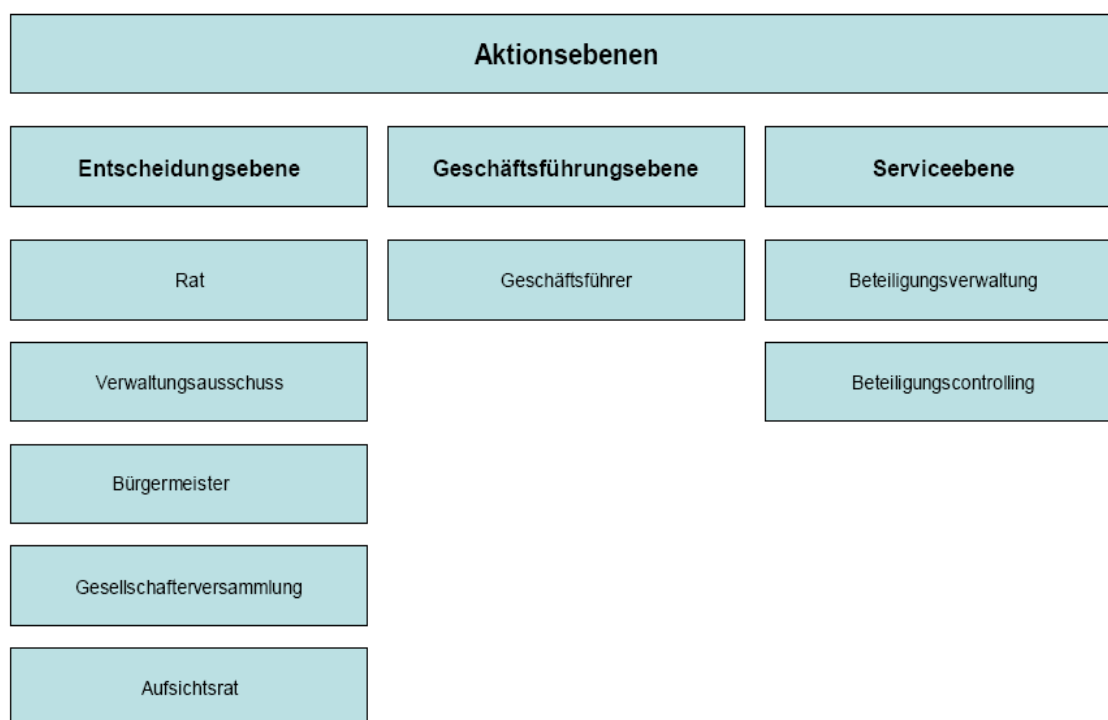 Aktionsebenen
Entscheidungsebene
Geschäftsführungsebene
Serviceebene
Rat
Geschäftsführer
Beteiligungsverwaltung
Verwaltungsausschuss
Beteiligungscontrolling
Bürgermeister
Gesellschafterversammlung
Aufsichtsrat